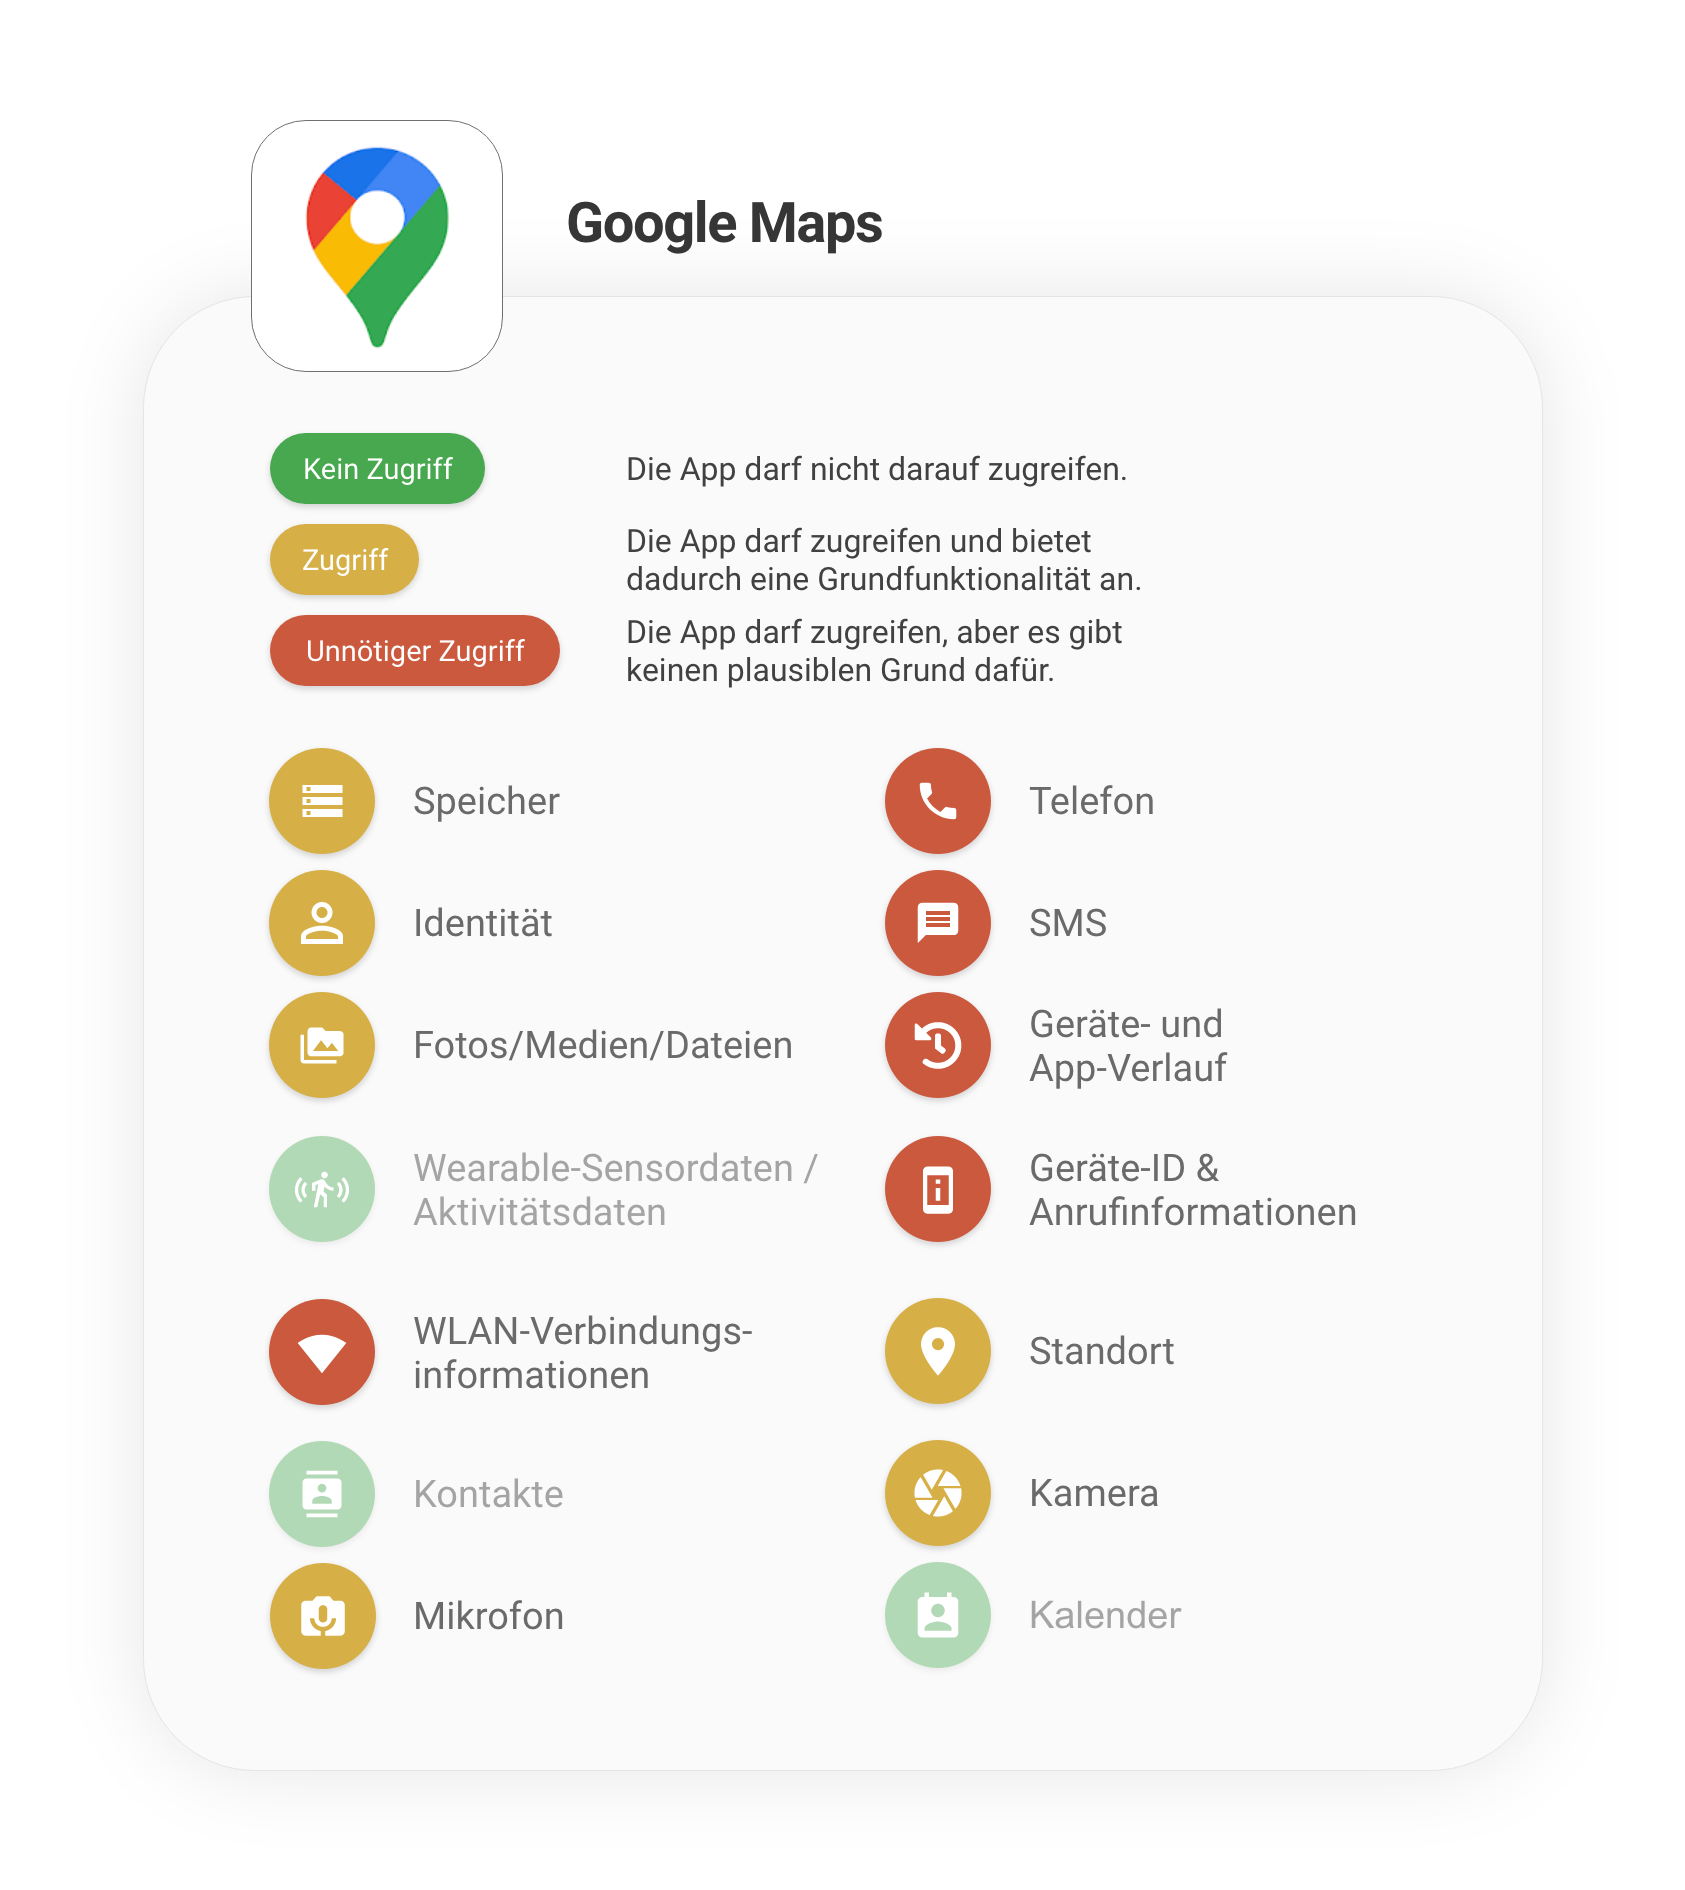 Google Maps
Kein Zugriff
Die App darf nicht darauf zugreifen.
Zugriff
Die App darf zugreifen und bietet
dadurch eine Grundfunktionalität an.
Unnötiger Zugriff
Die App darf zugreifen, aber es gibt
keinen plausiblen Grund dafür.
Speicher
Telefon
Identität
SMS
Fotos/Medien/Dateien
Geräte- und
App-Verlauf
Wearable-Sensordaten /
Aktivitätsdaten
Geräte-ID &
Anrufinformationen
WLAN-Verbindungs-
informationen
Standort
Kontakte
Kamera
Mikrofon
Kalender